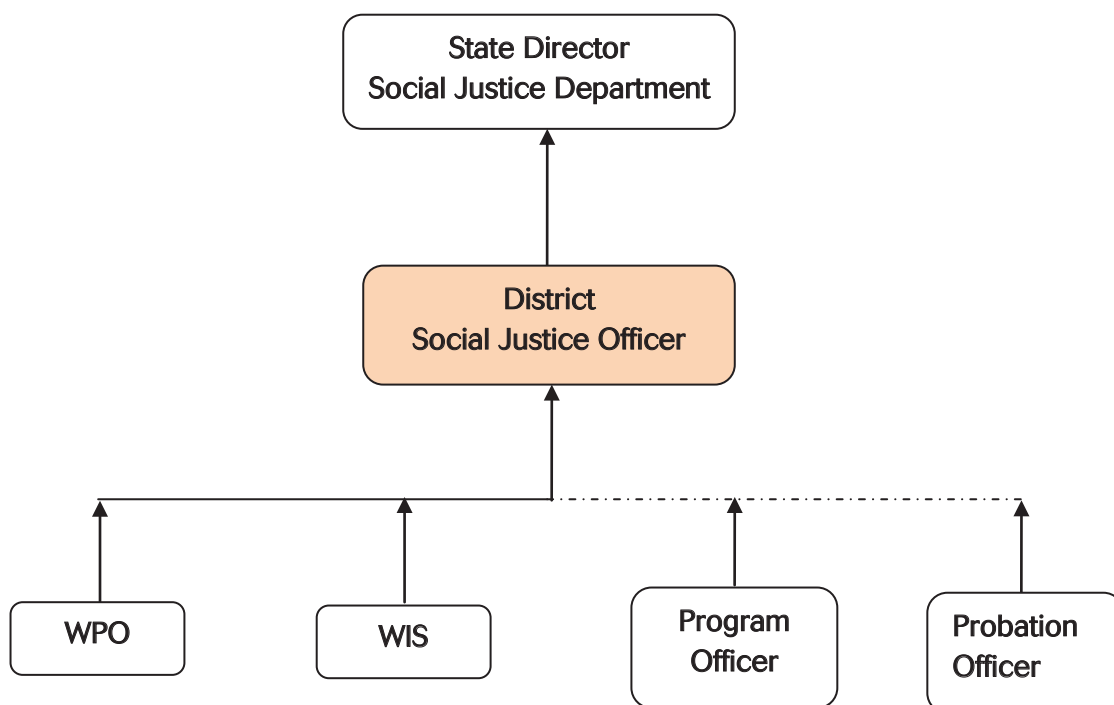 State Director
Social Justice Department
District
Social Justice Officer
WPO
WIS
Program
Officer
Probation
Officer